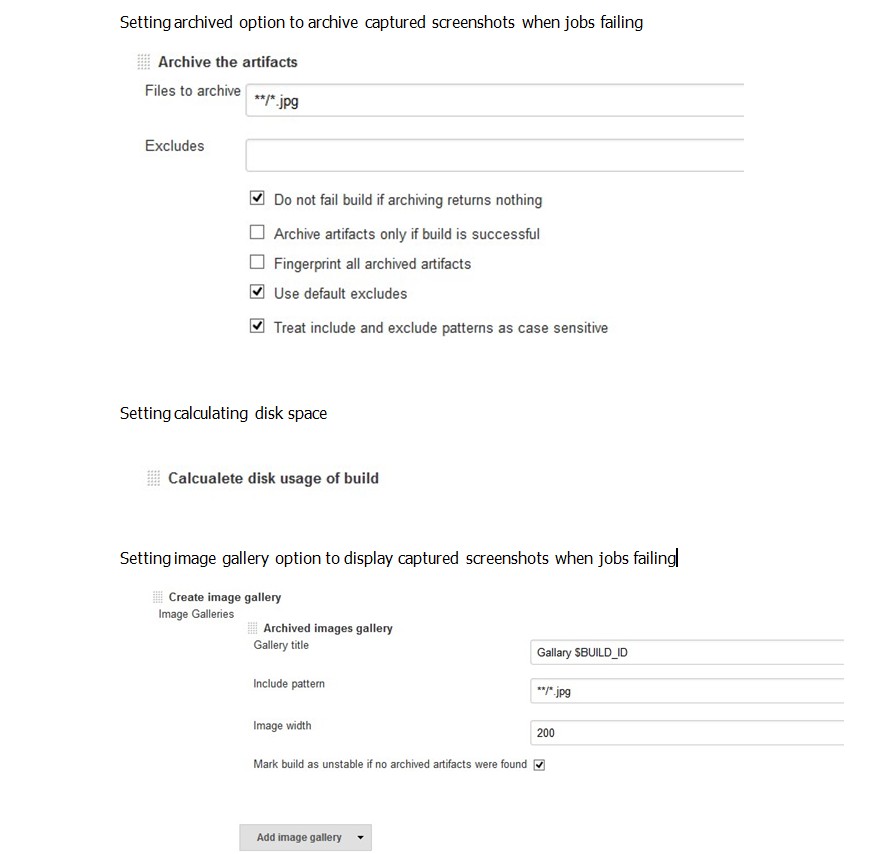 Setting archived option to archive captured screenshots when jobs failing
Archive the artifacts
Files to archive
**/*.jpg
Excludes
Do not fail build if archiving returns nothing
Archive artifacts only if build is successful
Fingerprint all archived artifacts
Use default excludes
Treat include and exclude patterns as case sensitive
Setting calculating disk space
Calcualete disk usage of build
Setting image gallery option to display captured screenshots when jobs failing
Create image gallery
Image Galleries
Archived images gallery
Gallery title
Gallary $BUILD_ID
Include pattern
**/*.jpg
Image width
200
Mark build as unstable if no archived artifacts were found
Add image gallery